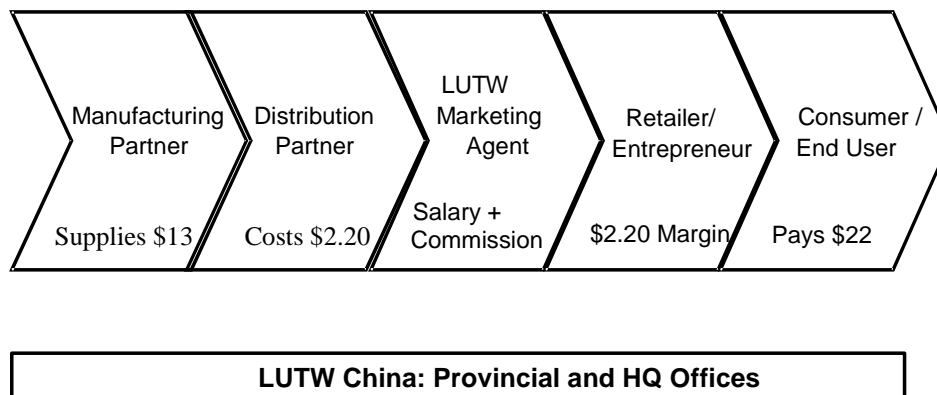 Manufacturing
Partner
Supplies $13
Distribution
Partner
Costs $2.20
LUTW
Marketing
Agent
Salary +
Commission
Retailer/
Entrepreneur
$2.20 Margin
Consumer /
End User
Pays $22
LUTW China: Provincial and HQ Offices